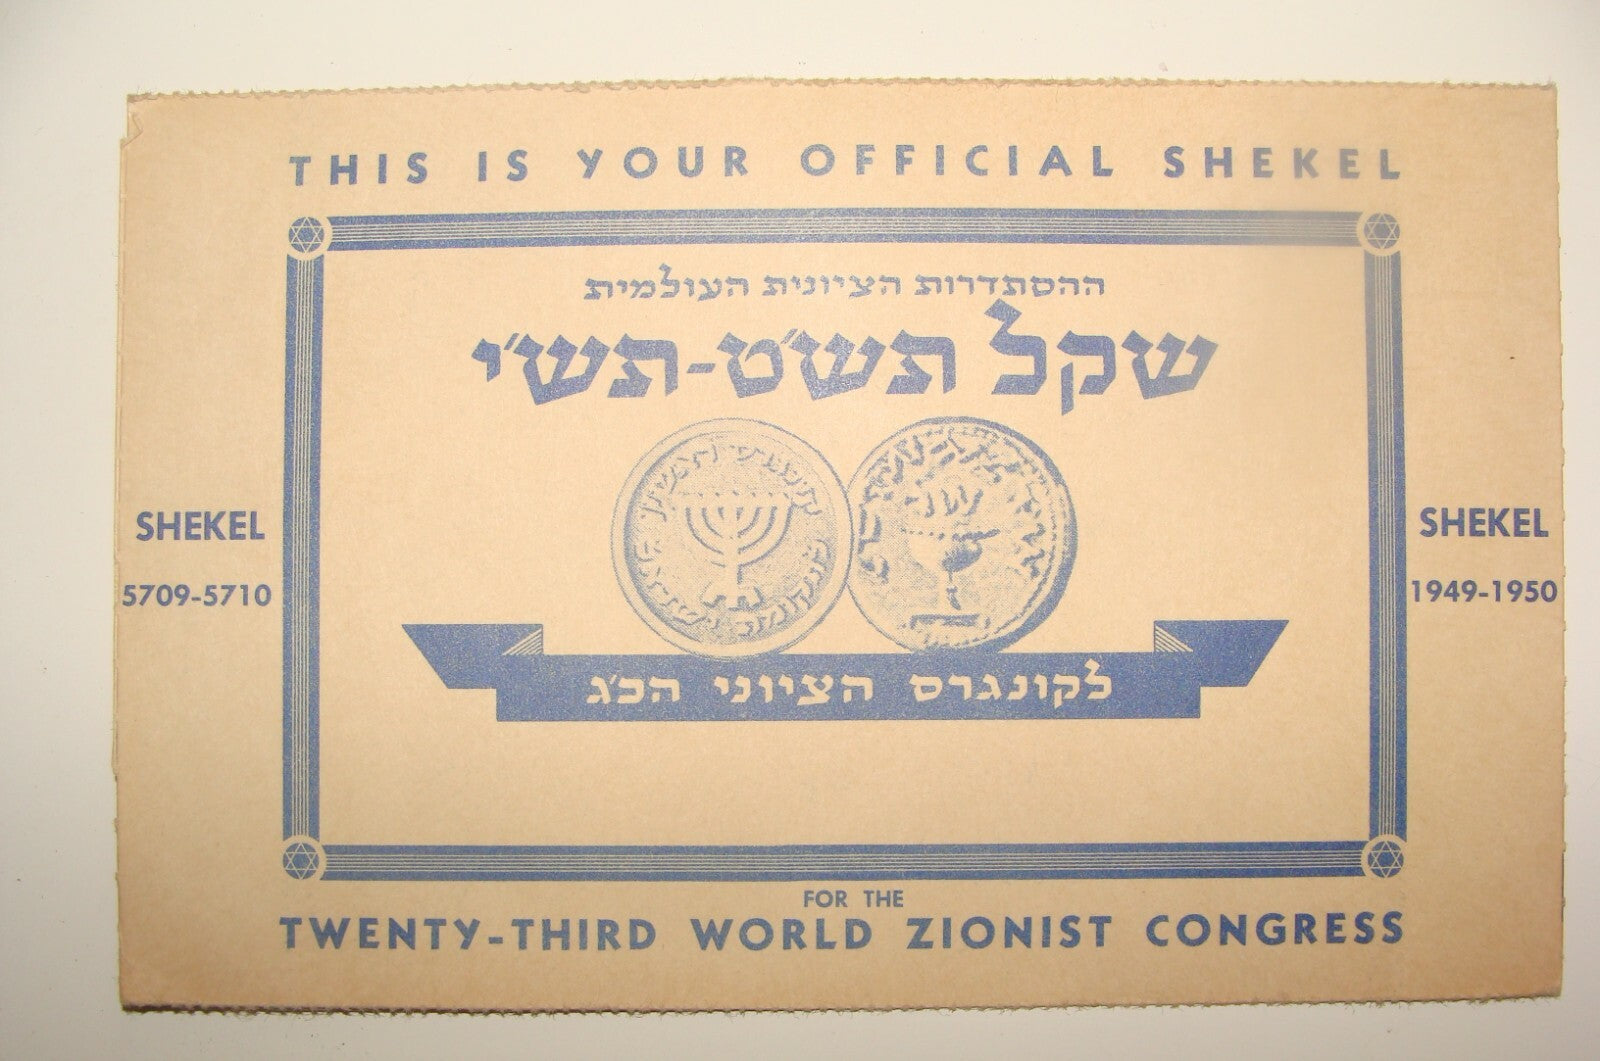 THIS IS YOUR OFFICIAL SHEKEL
ההסתדרות הציונית העולמית
שקל תש"ט-תש"י
SHEKEL
5709-5710
SHEKEL
1949-1950
לקונגרס הציוני הכ"ג
FOR THE
TWENTY-THIRD WORLD ZIONIST CONGRESS